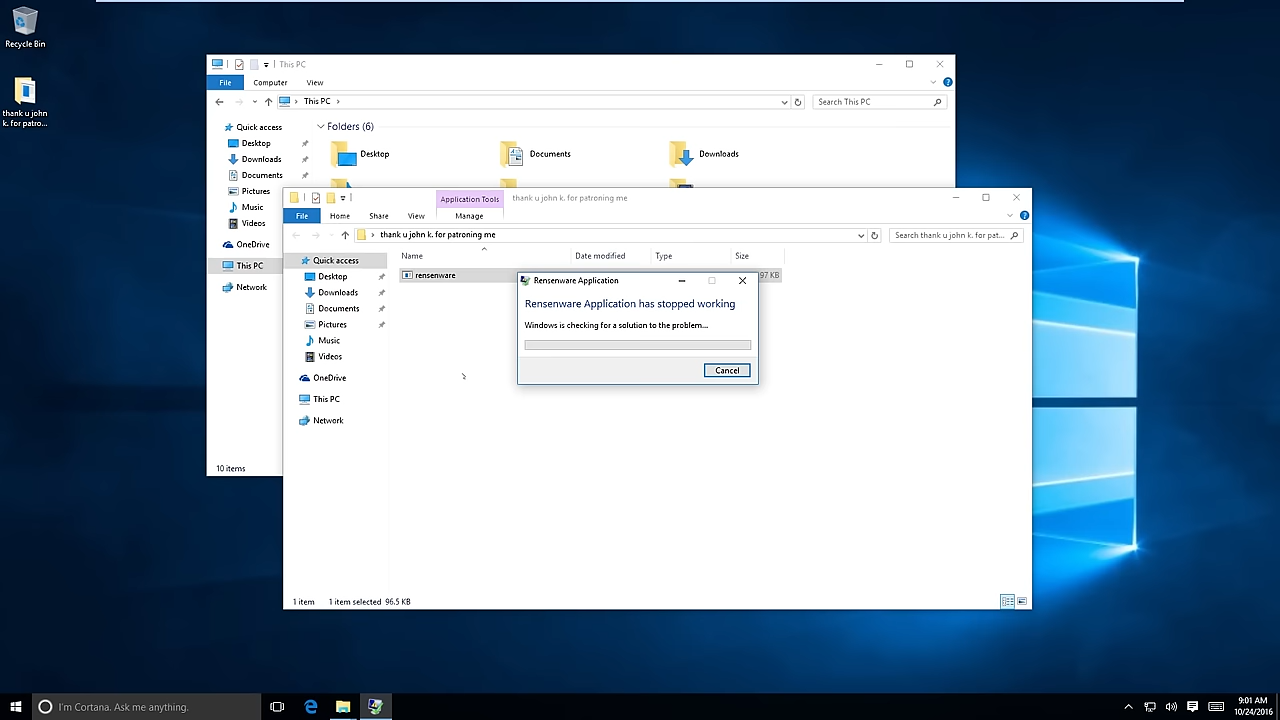 Recycle Bin
thank u john
k. for patro...
This PC
File
Computer
View
This PC
Search This PC
Quick access
Desktop
Downloads
Documents
Pictures
Music
Videos
OneDrive
This PC
Network
10 items
Folders (6)
Desktop
Documents
Downloads
Application Tools
thank u john k. for patroning me
File
Home
Share
View
Manage
thank u john k. for patroning me
Search thank u john k. for pat...
Quick access
Desktop
Downloads
Documents
Pictures
Music
Videos
OneDrive
This PC
Network
Name
Date modified
Type
Size
rensenware
97 KB
Rensenware Application
Rensenware Application has stopped working
Windows is checking for a solution to the problem...
Cancel
1 item
1 item selected 96.5 KB
I'm Cortana. Ask me anything.
9:01 AM
10/24/2016